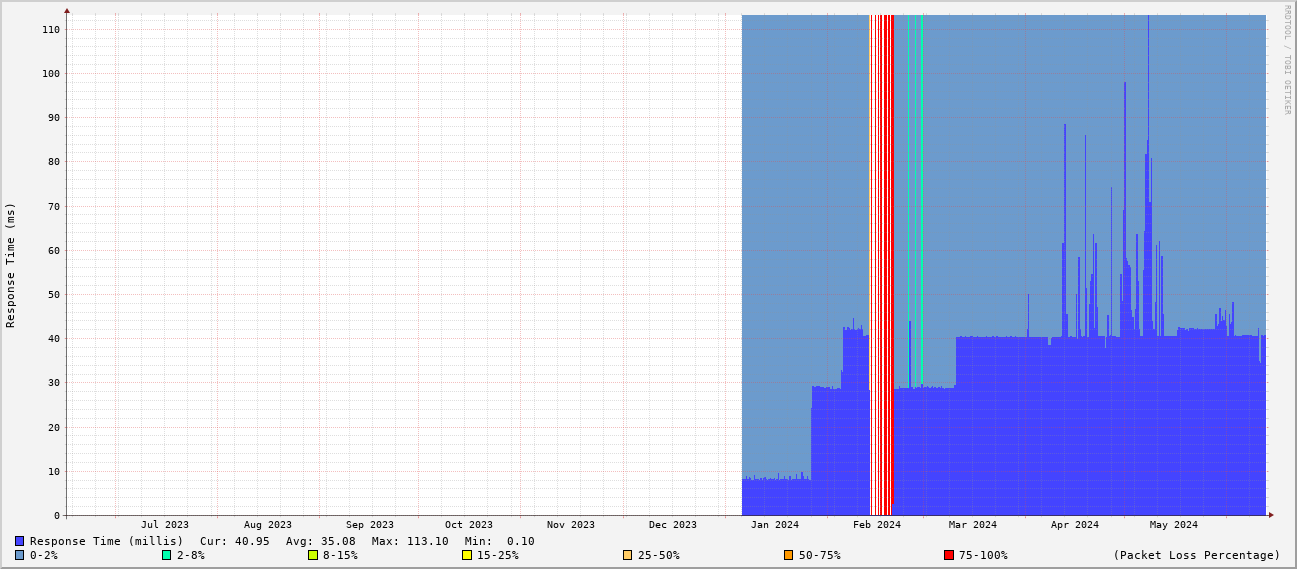 RRDTOOL / TOBI OETIKER
Response Time (ms)
110
100
90
80
70
60
50
40
30
20
10
0
Jul 2023 Aug 2023 Sep 2023 Oct 2023 Nov 2023 Dec 2023 Jan 2024 Feb 2024 Mar 2024 Apr 2024 May 2024
Response Time (millis) Cur: 40.95 Avg: 35.08 Max: 113.10 Min: 0.10
0-2% 2-8% 8-15% 15-25% 25-50% 50-75% 75-100% (Packet Loss Percentage)